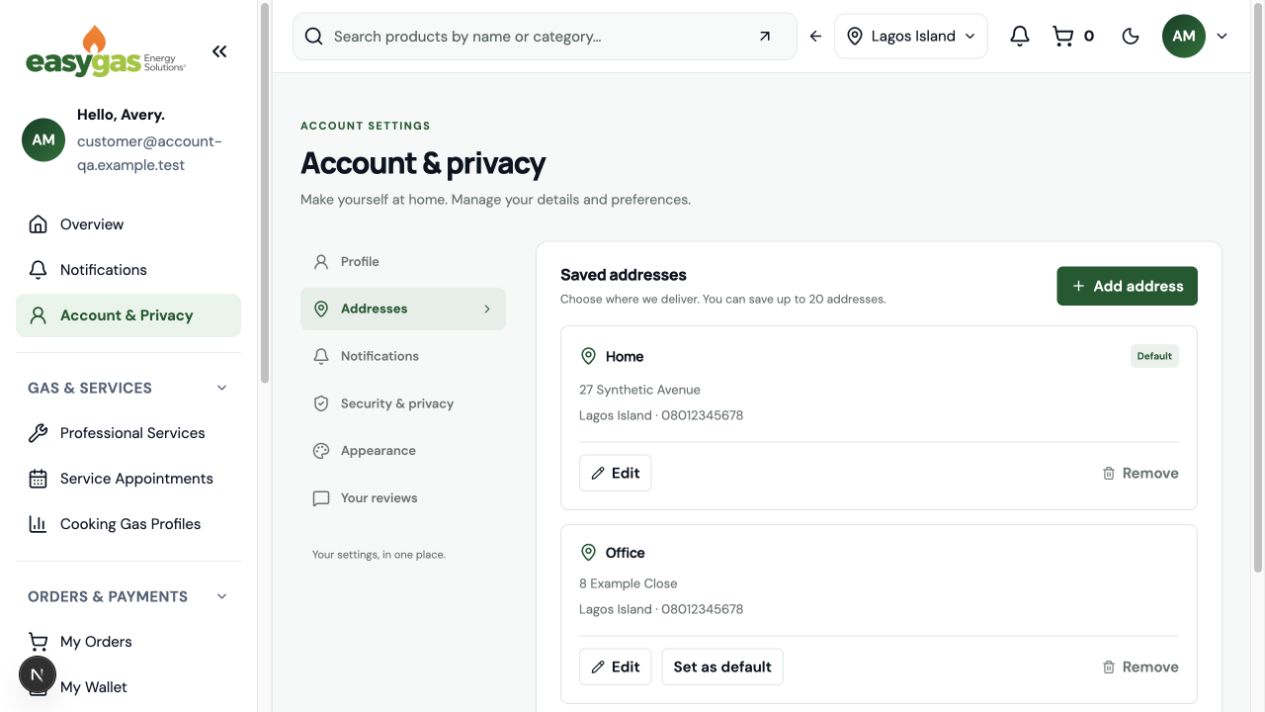 easygas Energy Solutions
Hello, Avery.
AM
customer@account-
qa.example.test
Overview
Notifications
Account & Privacy
GAS & SERVICES
Professional Services
Service Appointments
Cooking Gas Profiles
ORDERS & PAYMENTS
My Orders
N
My Wallet
Search products by name or category...
Lagos Island
0
AM
ACCOUNT SETTINGS
Account & privacy
Make yourself at home. Manage your details and preferences.
Profile
Addresses
Notifications
Security & privacy
Appearance
Your reviews
Your settings, in one place.
Saved addresses
Choose where we deliver. You can save up to 20 addresses.
+ Add address
Home
Default
27 Synthetic Avenue
Lagos Island · 08012345678
Edit
Remove
Office
8 Example Close
Lagos Island · 08012345678
Edit
Set as default
Remove